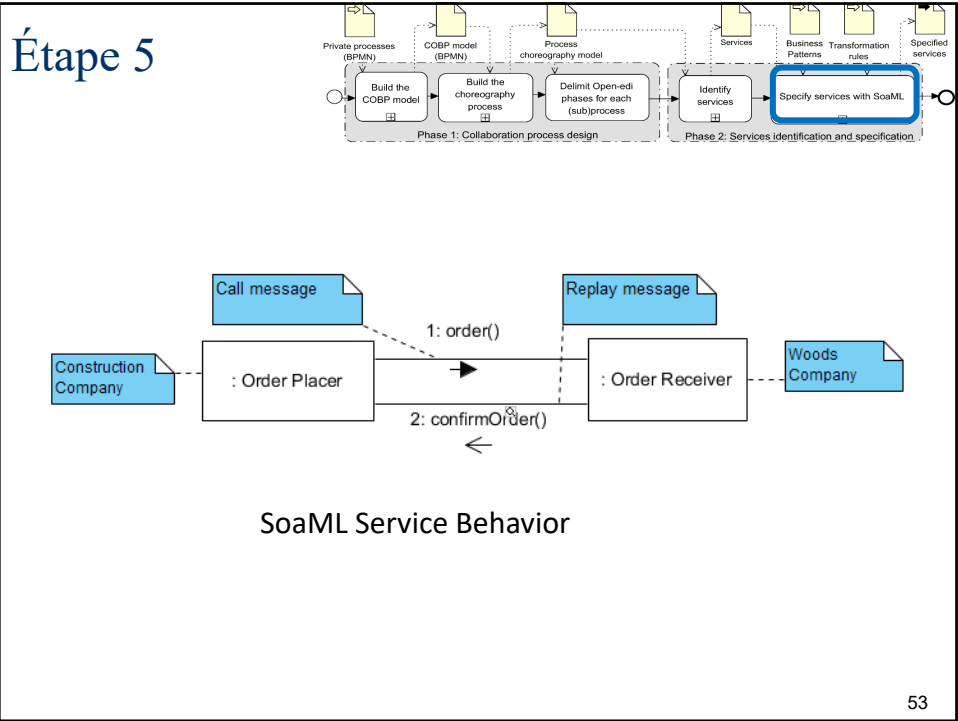 Étape 5
Private processes
(BPMN)
COBP model
(BPMN)
Process
choreography model
Services
Business
Patterns
Transformation
rules
Specified
services
Build the
COBP model
Build the
choreography
process
Delimit Open-edi
phases for each
(sub)process
Identify
services
Specify services with SoaML
Phase 1: Collaboration process design
Phase 2: Services identification and specification
Call message
Replay message
1: order()
Construction
Company
: Order Placer
: Order Receiver
Woods
Company
2: confirmOrder()
SoaML Service Behavior
53